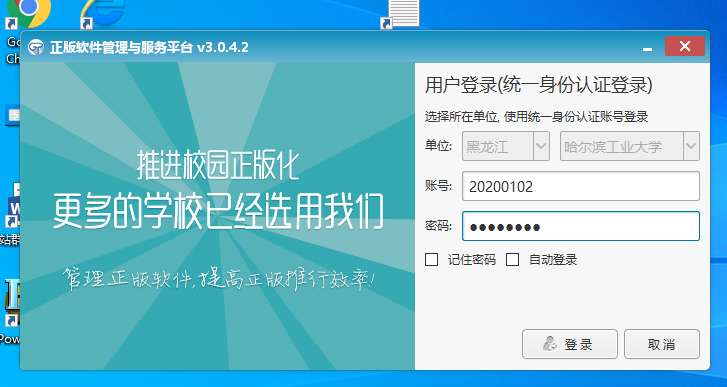 Go
Ch
站群
Pow
正版软件管理与服务平台 v3.0.4.2
推进校园正版化
更多的学校已经选用我们
管理正版软件,提高正版推行效率!
用户登录(统一身份认证登录)
选择所在单位, 使用统一身份认证账号登录
单位: 黑龙江 哈尔滨工业大学
账号: 20200102
密码: ●●●●●●●●
记住密码 自动登录
登 录 取 消